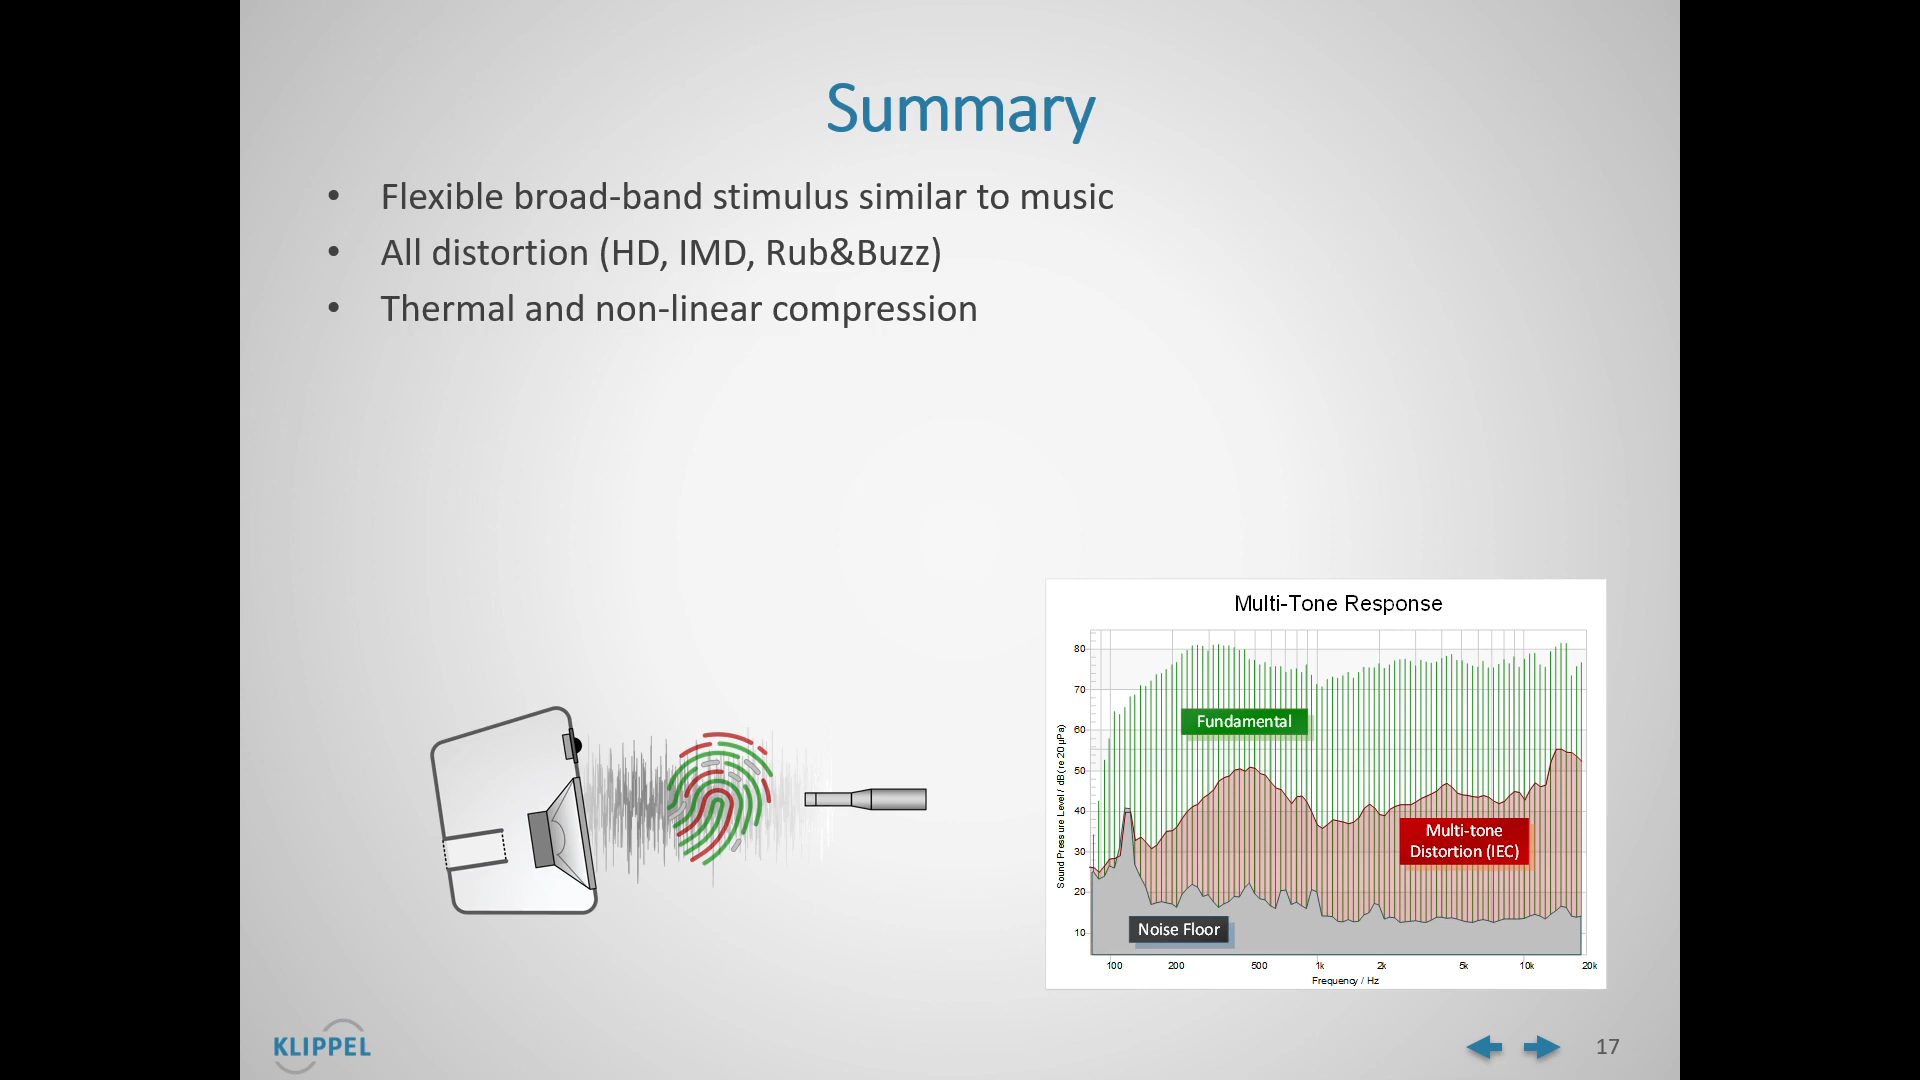 Summary
• Flexible broad-band stimulus similar to music
• All distortion (HD, IMD, Rub&Buzz)
• Thermal and non-linear compression
Multi-Tone Response
Sound Pressure Level / dB (re 20 µPa)
80
70
60
50
40
30
20
10
Fundamental
Multi-tone
Distortion (IEC)
Noise Floor
100 200 500 1k 2k 5k 10k 20k
Frequency / Hz
KLIPPEL
17